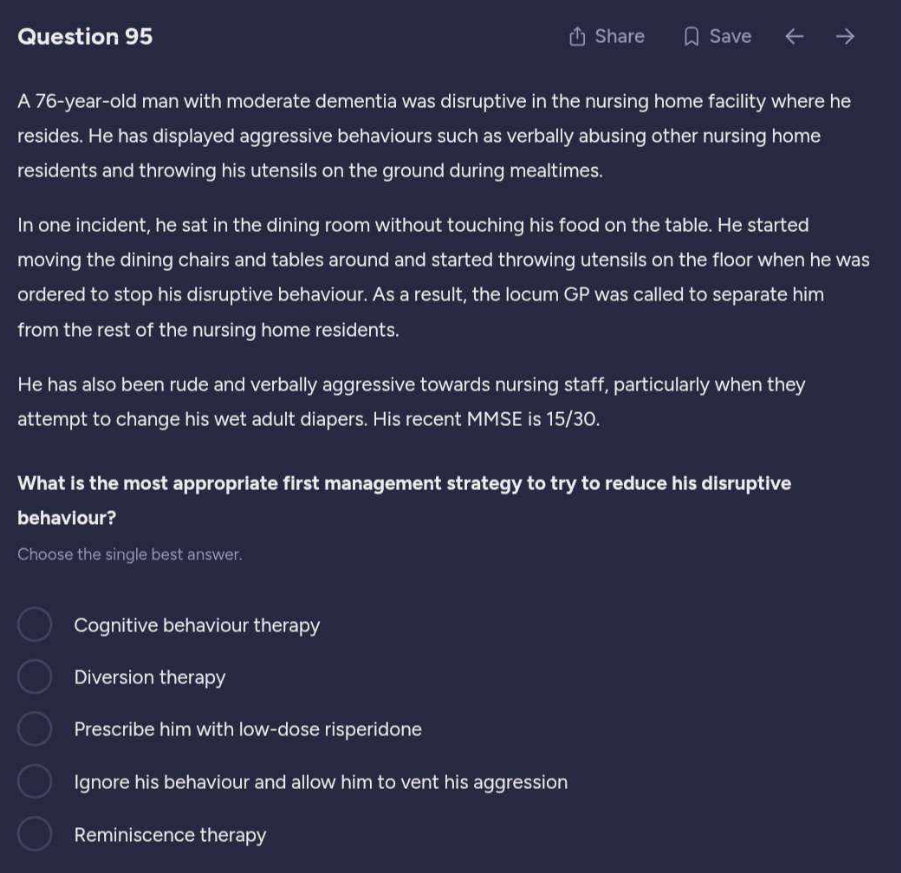 Question 95
Share
Save
A 76-year-old man with moderate dementia was disruptive in the nursing home facility where he
resides. He has displayed aggressive behaviours such as verbally abusing other nursing home
residents and throwing his utensils on the ground during mealtimes.
In one incident, he sat in the dining room without touching his food on the table. He started
moving the dining chairs and tables around and started throwing utensils on the floor when he was
ordered to stop his disruptive behaviour. As a result, the locum GP was called to separate him
from the rest of the nursing home residents.
He has also been rude and verbally aggressive towards nursing staff, particularly when they
attempt to change his wet adult diapers. His recent MMSE is 15/30.
What is the most appropriate first management strategy to try to reduce his disruptive
behaviour?
Choose the single best answer.
Cognitive behaviour therapy
Diversion therapy
Prescribe him with low-dose risperidone
Ignore his behaviour and allow him to vent his aggression
Reminiscence therapy